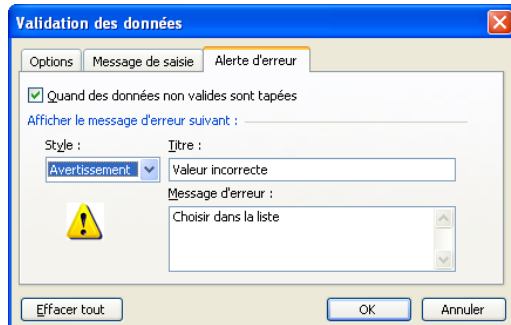 Validation des données
Options Message de saisie Alerte d'erreur
Quand des données non valides sont tapées
Afficher le message d'erreur suivant :
Style : Titre :
Avertissement Valeur incorrecte
Message d'erreur :
Choisir dans la liste
Effacer tout OK Annuler